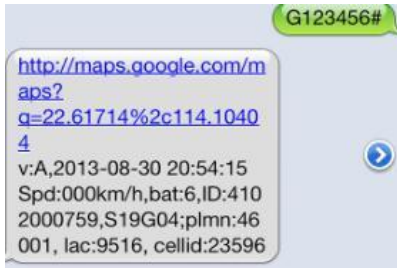 G123456#
http://maps.google.com/m
aps?
q=22.61714%2c114.1040
4
v:A,2013-08-30 20:54:15
Spd:000km/h,bat:6,ID:410
2000759,S19G04;plmn:46
001, lac:9516, cellid:23596